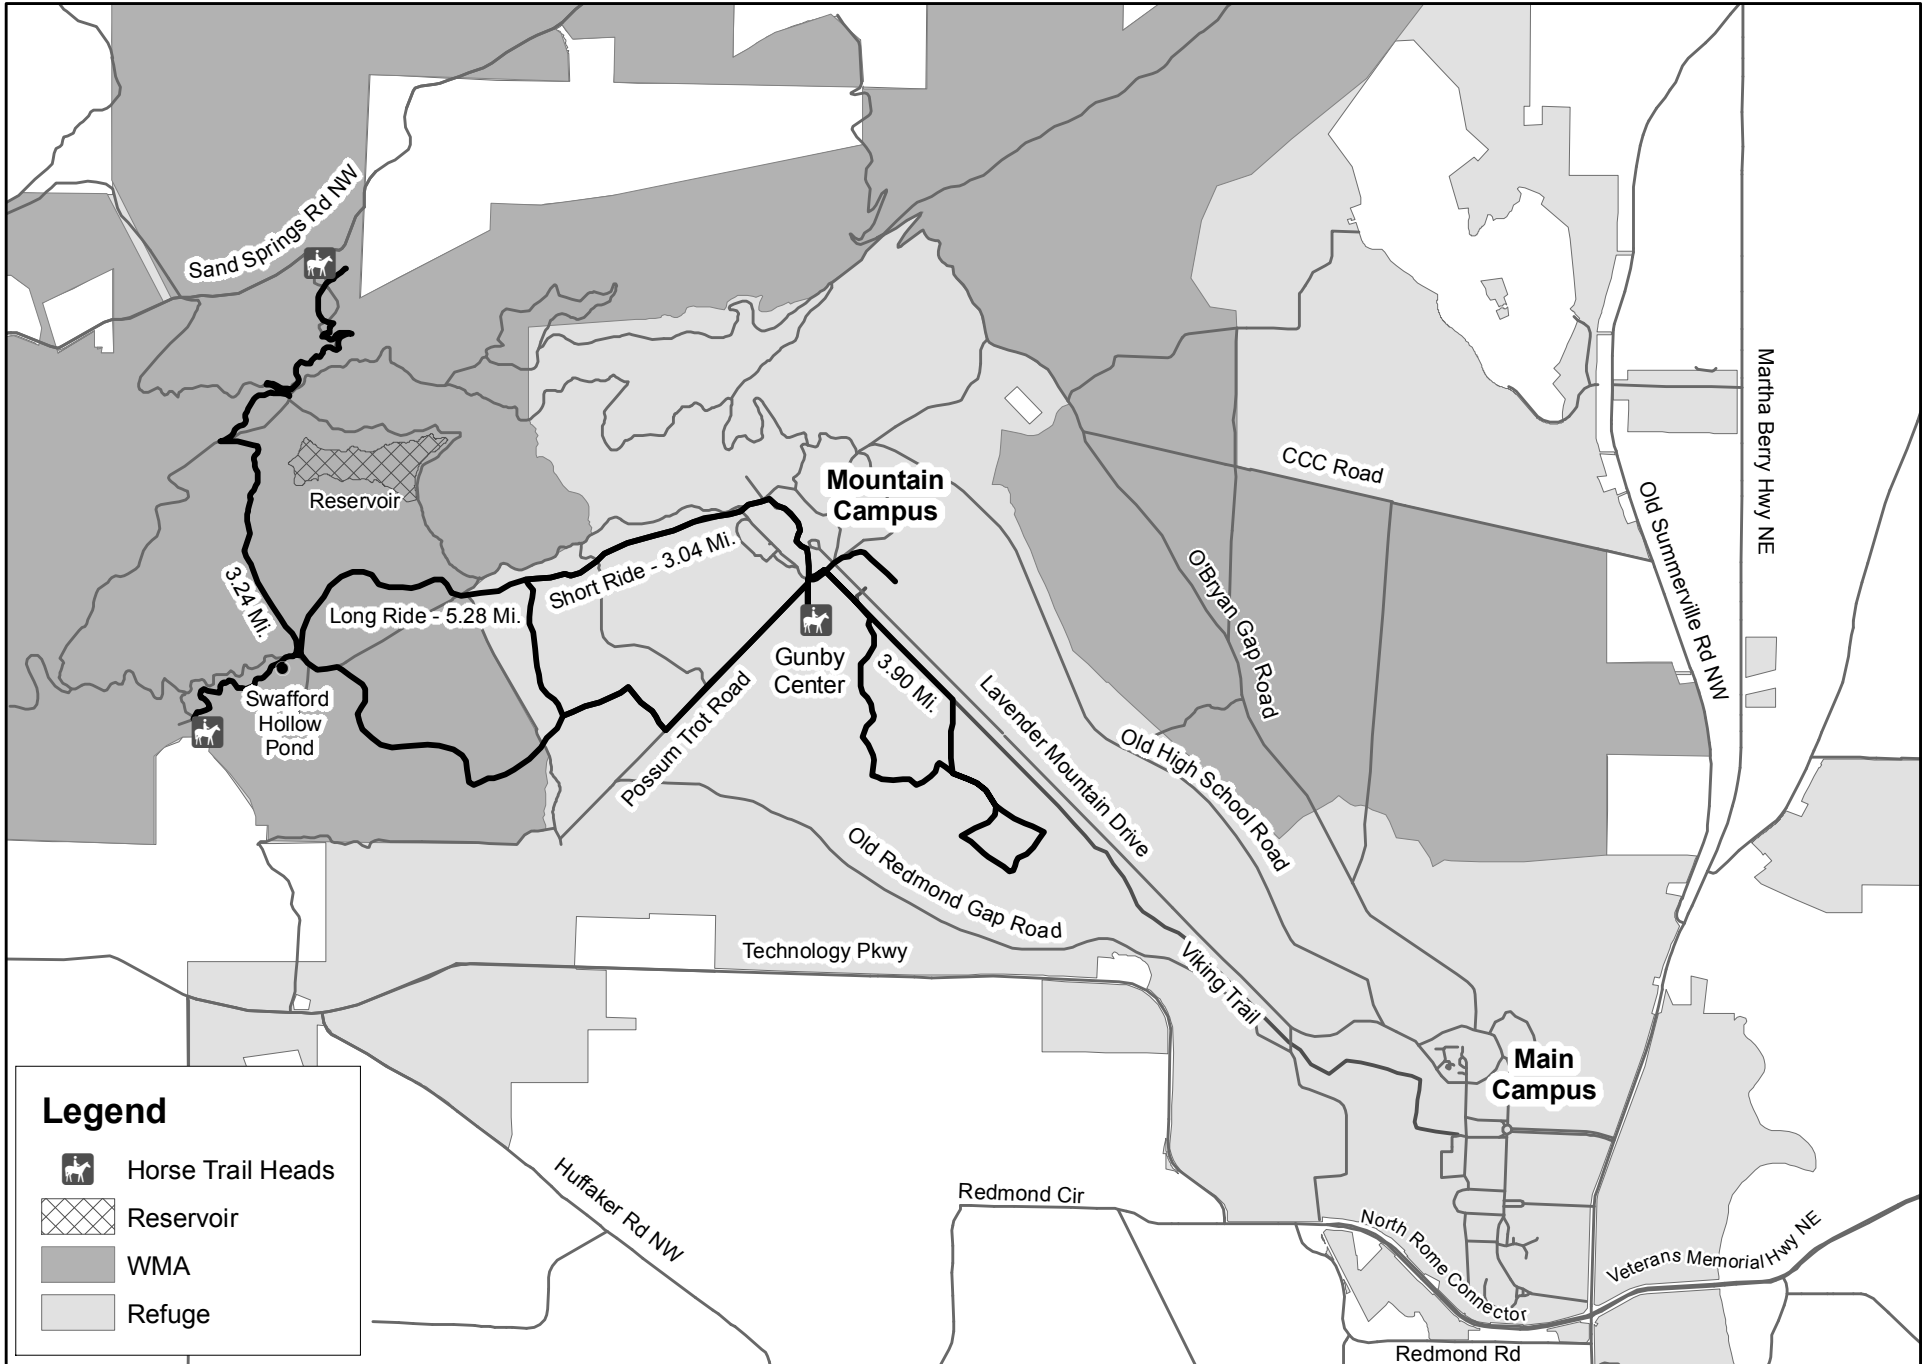 Sand Springs Rd NW
Reservoir
Mountain
Campus
CCC Road
Martha Berry Hwy NE
Old Summerville Rd NW
O'Bryan Gap Road
3.24 Mi.
Long Ride - 5.28 Mi.
Short Ride - 3.04 Mi.
Gunby
Center
3.90 Mi.
Swafford
Hollow
Pond
Possum Trot Road
Lavender Mountain Drive
Old High School Road
Old Redmond Gap Road
Technology Pkwy
Viking Trail
Main
Campus
Huffaker Rd NW
Redmond Cir
North Rome Connector
Veterans Memorial Hwy NE
Redmond Rd
Legend
Horse Trail Heads
Reservoir
WMA
Refuge